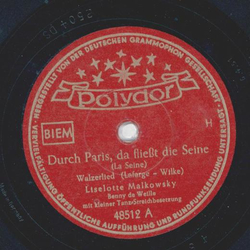 HERGESTELLT VON DER DEUTSCHEN GRAMMOPHON GESELLSCHAFT
Polydor
BIEM
H
Durch Paris, da fließt die Seine
(La Seine)
Walzerlied (Lafarge - Wilke)
Liselotte Malkowsky
Benny de Weille
mit kleiner Tanz-Streichbesetzung
48512 A
VERVIELFÄLTIGUNG ÖFFENTLICHE AUFFÜHRUNG UND RUNDFUNKSENDUNG